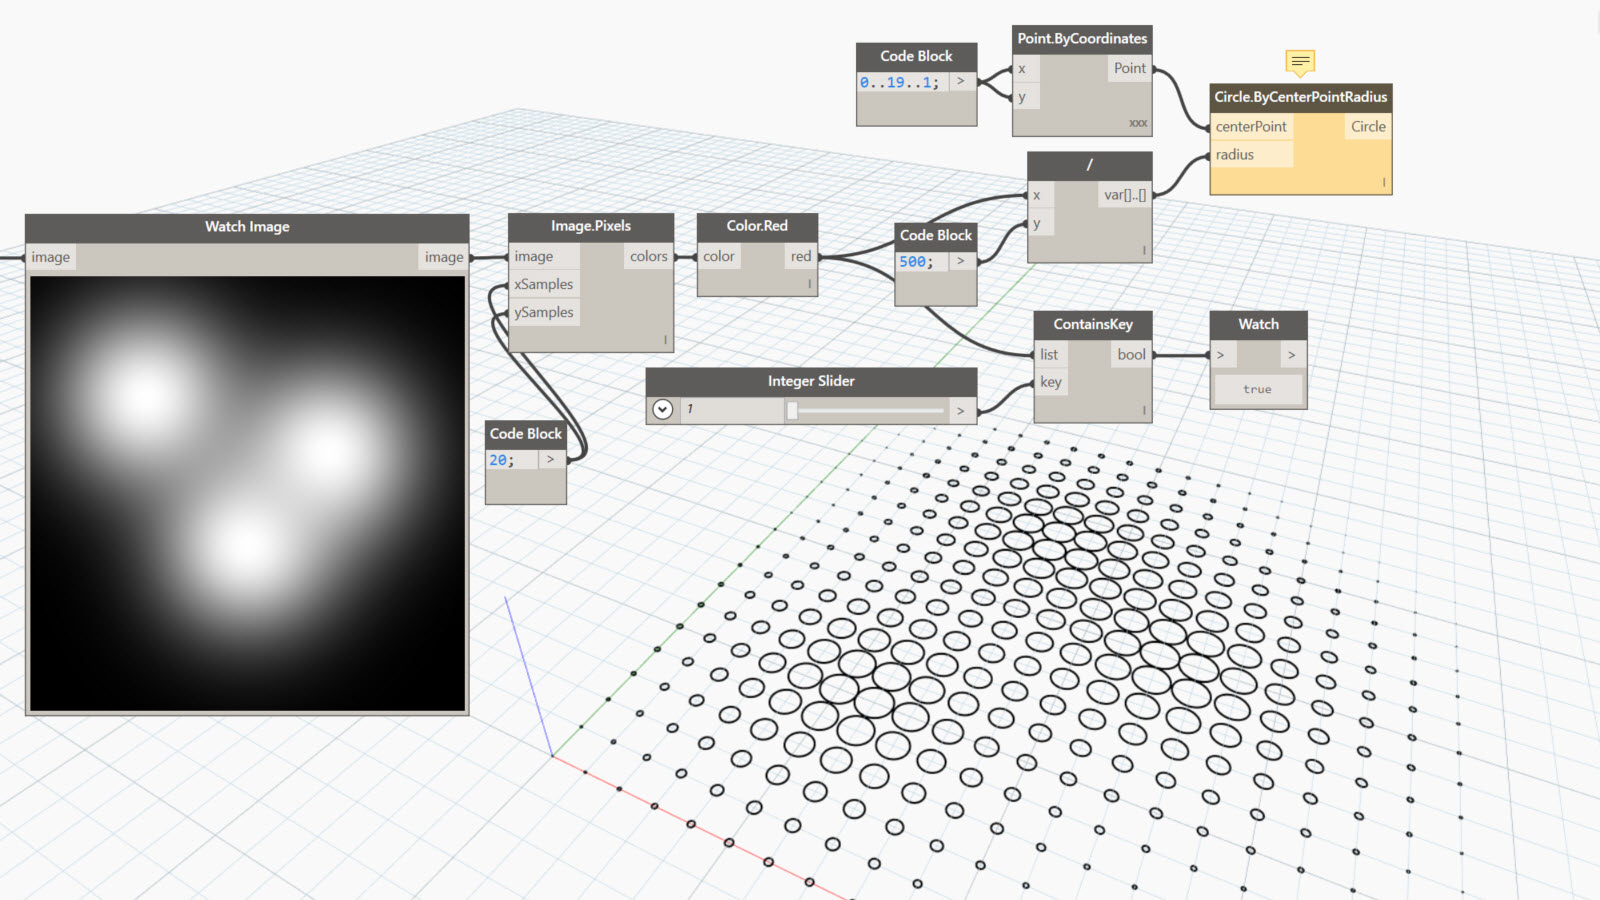 Watch Image
image
image
Image.Pixels
image
colors
xSamples
ySamples
Code Block
20;
>
Color.Red
color
red
l
l
Code Block
0..19..1;
>
Point.ByCoordinates
x
Point
y
xxx
Circle.ByCenterPointRadius
centerPoint
Circle
radius
l
/
x
var[]..[]
y
l
Code Block
500;
>
Integer Slider
1
>
ContainsKey
list
bool
key
l
Watch
>
>
true